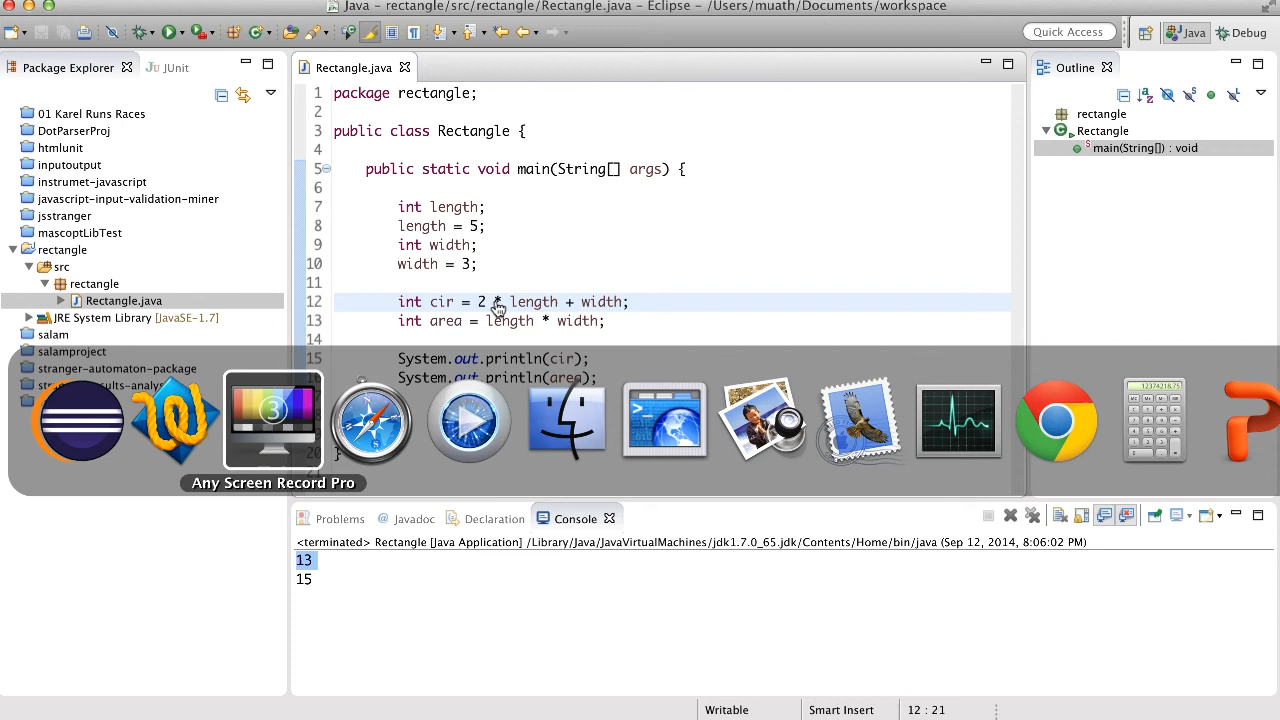 Java - rectangle/src/rectangle/Rectangle.java - Eclipse - /Users/muath/Documents/workspace
Quick Access
Java
Debug
Package Explorer
JUnit
01 Karel Runs Races
DotParserProj
htmlunit
inputoutput
instrumet-javascript
javascript-input-validation-miner
jsstranger
mascoptLibTest
rectangle
src
rectangle
Rectangle.java
JRE System Library [JavaSE-1.7]
salam
salamproject
stranger-automaton-package
Rectangle.java
1 package rectangle;
2
3 public class Rectangle {
4
5 public static void main(String[] args) {
6
7 int length;
8 length = 5;
9 int width;
10 width = 3;
11
12 int cir = 2 * length + width;
13 int area = length * width;
14
15 System.out.println(cir);
System.out.println(area);
}
Outline
rectangle
Rectangle
main(String[]) : void
3
12374218.75
Any Screen Record Pro
Problems
Javadoc
Declaration
Console
<terminated> Rectangle [Java Application] /Library/Java/JavaVirtualMachines/jdk1.7.0_65.jdk/Contents/Home/bin/java (Sep 12, 2014, 8:06:02 PM)
13
15
Writable
Smart Insert
12 : 21